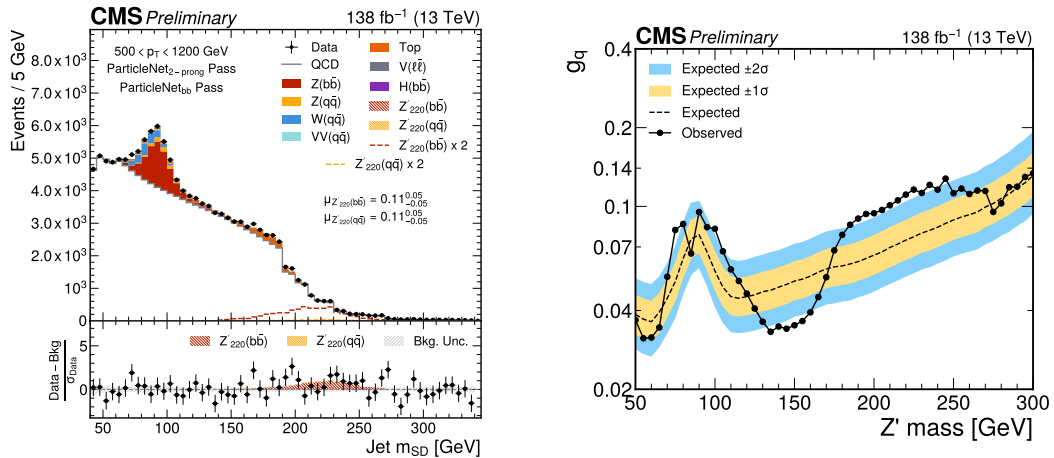 CMS Preliminary 138 fb⁻¹ (13 TeV)
500 < pT < 1200 GeV
ParticleNet2−prong Pass
ParticleNetbb Pass
Data
QCD
Z(bb̄)
Z(qq̄)
W(qq̄)
VV(qq̄)
Top
V(ℓℓ̄)
H(bb̄)
Z′220(bb̄)
Z′220(qq̄)
Z′220(bb̄) x 2
Z′220(qq̄) x 2
μZ′220(bb̄) = 0.11 0.05 −0.05
μZ′220(qq̄) = 0.11 0.05 −0.05
Events / 5 GeV
8.0 x 10³
7.0 x 10³
6.0 x 10³
5.0 x 10³
4.0 x 10³
3.0 x 10³
2.0 x 10³
10³
0
Z′220(bb̄) Z′220(qq̄) Bkg. Unc.
Data − Bkg
σData
5
0
50 100 150 200 250 300
Jet mSD [GeV]
CMS Preliminary 138 fb⁻¹ (13 TeV)
gq
Expected ±2σ
Expected ±1σ
Expected
Observed
0.4
0.2
0.14
0.1
0.07
0.04
0.02
50 100 150 200 250 300
Z' mass [GeV]